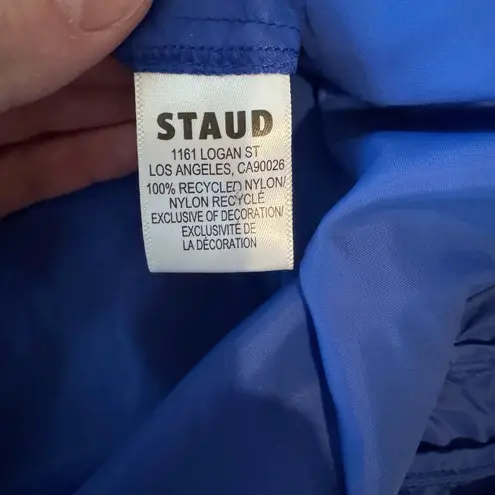 STAUD
1161 LOGAN ST
LOS ANGELES, CA90026
100% RECYCLED NYLON/
NYLON RECYCLÉ
EXCLUSIVE OF DECORATION/
EXCLUSIVITÉ DE
LA DÉCORATION